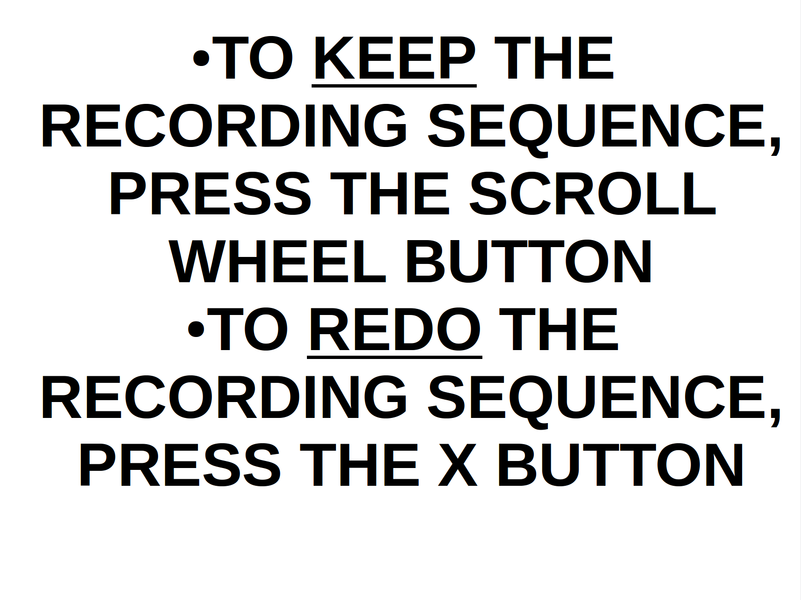 •TO KEEP THE
RECORDING SEQUENCE,
PRESS THE SCROLL
WHEEL BUTTON
•TO REDO THE
RECORDING SEQUENCE,
PRESS THE X BUTTON